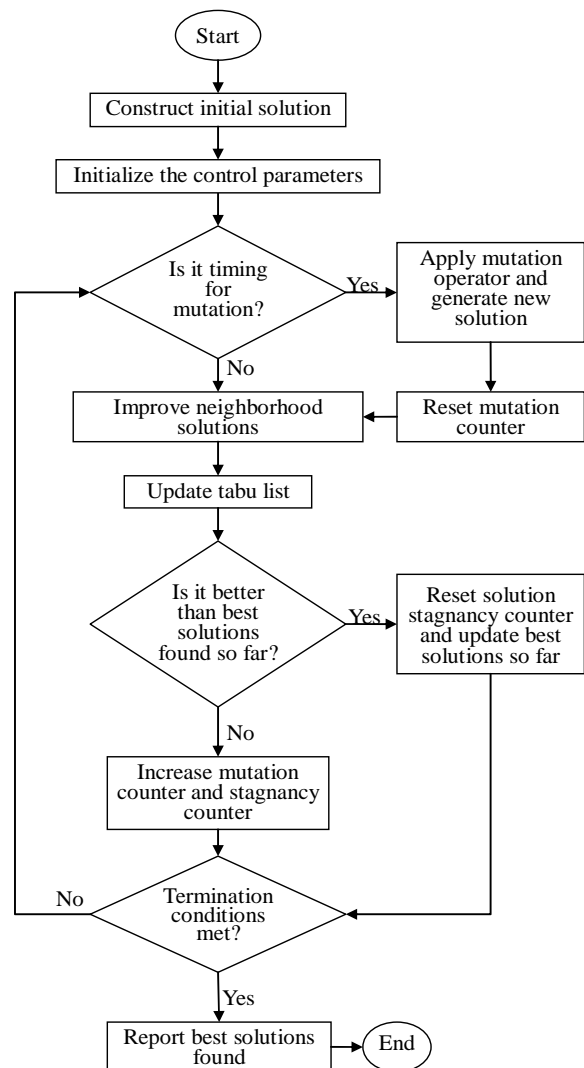 Start
Construct initial solution
Initialize the control parameters
Is it timing
for
mutation?
Yes
Apply mutation
operator and
generate new
solution
No
Improve neighborhood
solutions
Reset mutation
counter
Update tabu list
Is it better
than best
solutions
found so far?
Yes
Reset solution
stagnancy counter
and update best
solutions so far
No
Increase mutation
counter and stagnancy
counter
No
Termination
conditions
met?
Yes
Report best solutions
found
End